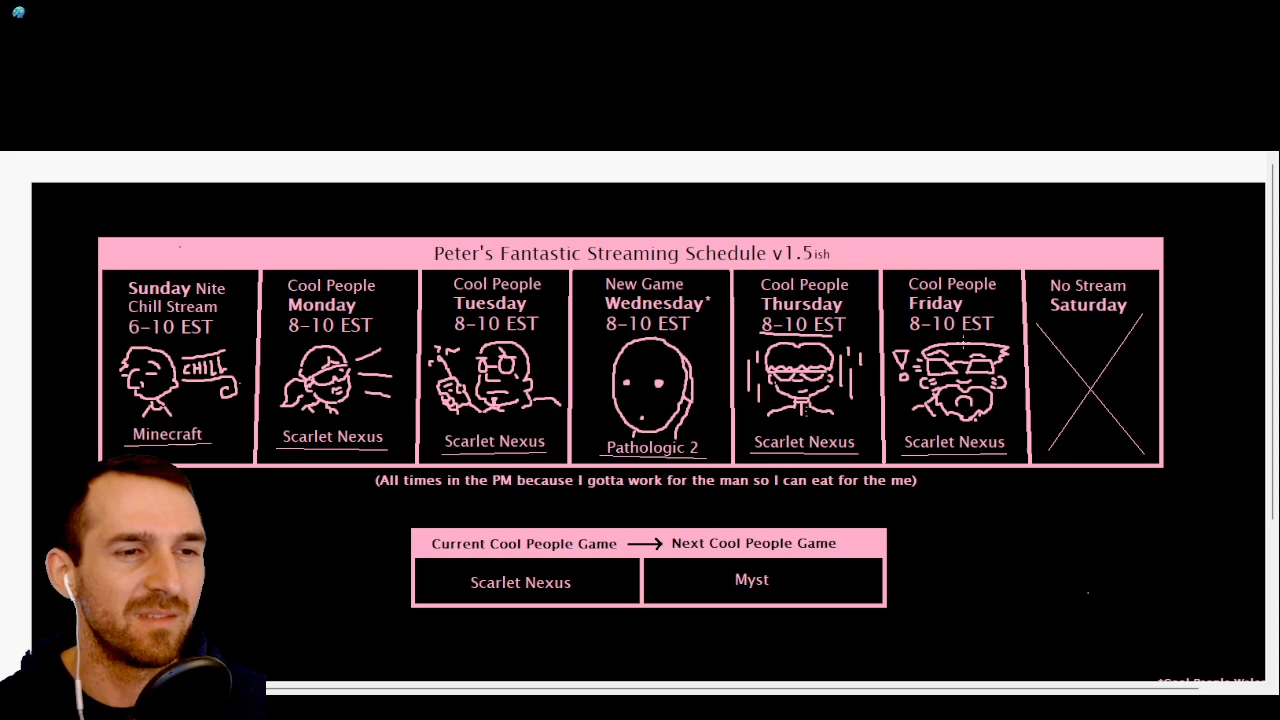 Peter's Fantastic Streaming Schedule v1.5ish
Sunday Nite
Chill Stream
6-10 EST
CHILL
Minecraft
Cool People
Monday
8-10 EST
Scarlet Nexus
Cool People
Tuesday
8-10 EST
Scarlet Nexus
New Game
Wednesday*
8-10 EST
Pathologic 2
Cool People
Thursday
8-10 EST
Scarlet Nexus
Cool People
Friday
8-10 EST
!
Scarlet Nexus
No Stream
Saturday
(All times in the PM because I gotta work for the man so I can eat for the me)
Current Cool People Game → Next Cool People Game
Scarlet Nexus
Myst
*Cool People